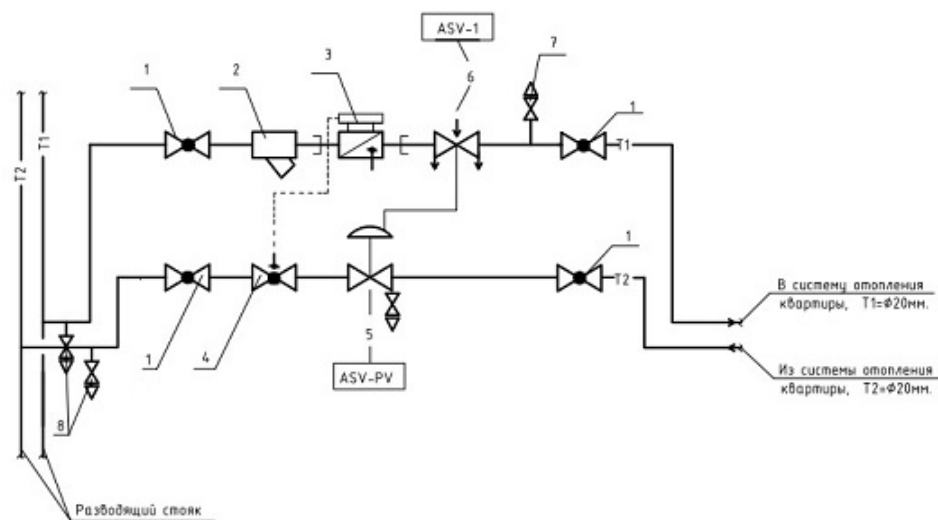 ASV-1
1
2
3
6
7
1
T1
T2
T1
1
T2
В систему отопления
квартиры, T1=Ф20мм.
1
4
5
ASV-PV
Из системы отопления
квартиры, T2=Ф20мм.
8
Разводящий стояк